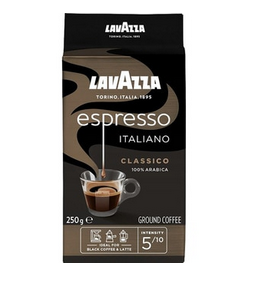 LAVAZZA
TORINO, ITALIA, 1895
espresso
ITALIANO
CLASSICO
100% ARABICA
250g
GROUND COFFEE
IDEAL FOR
BLACK COFFEE & LATTE
INTENSITY
5/10